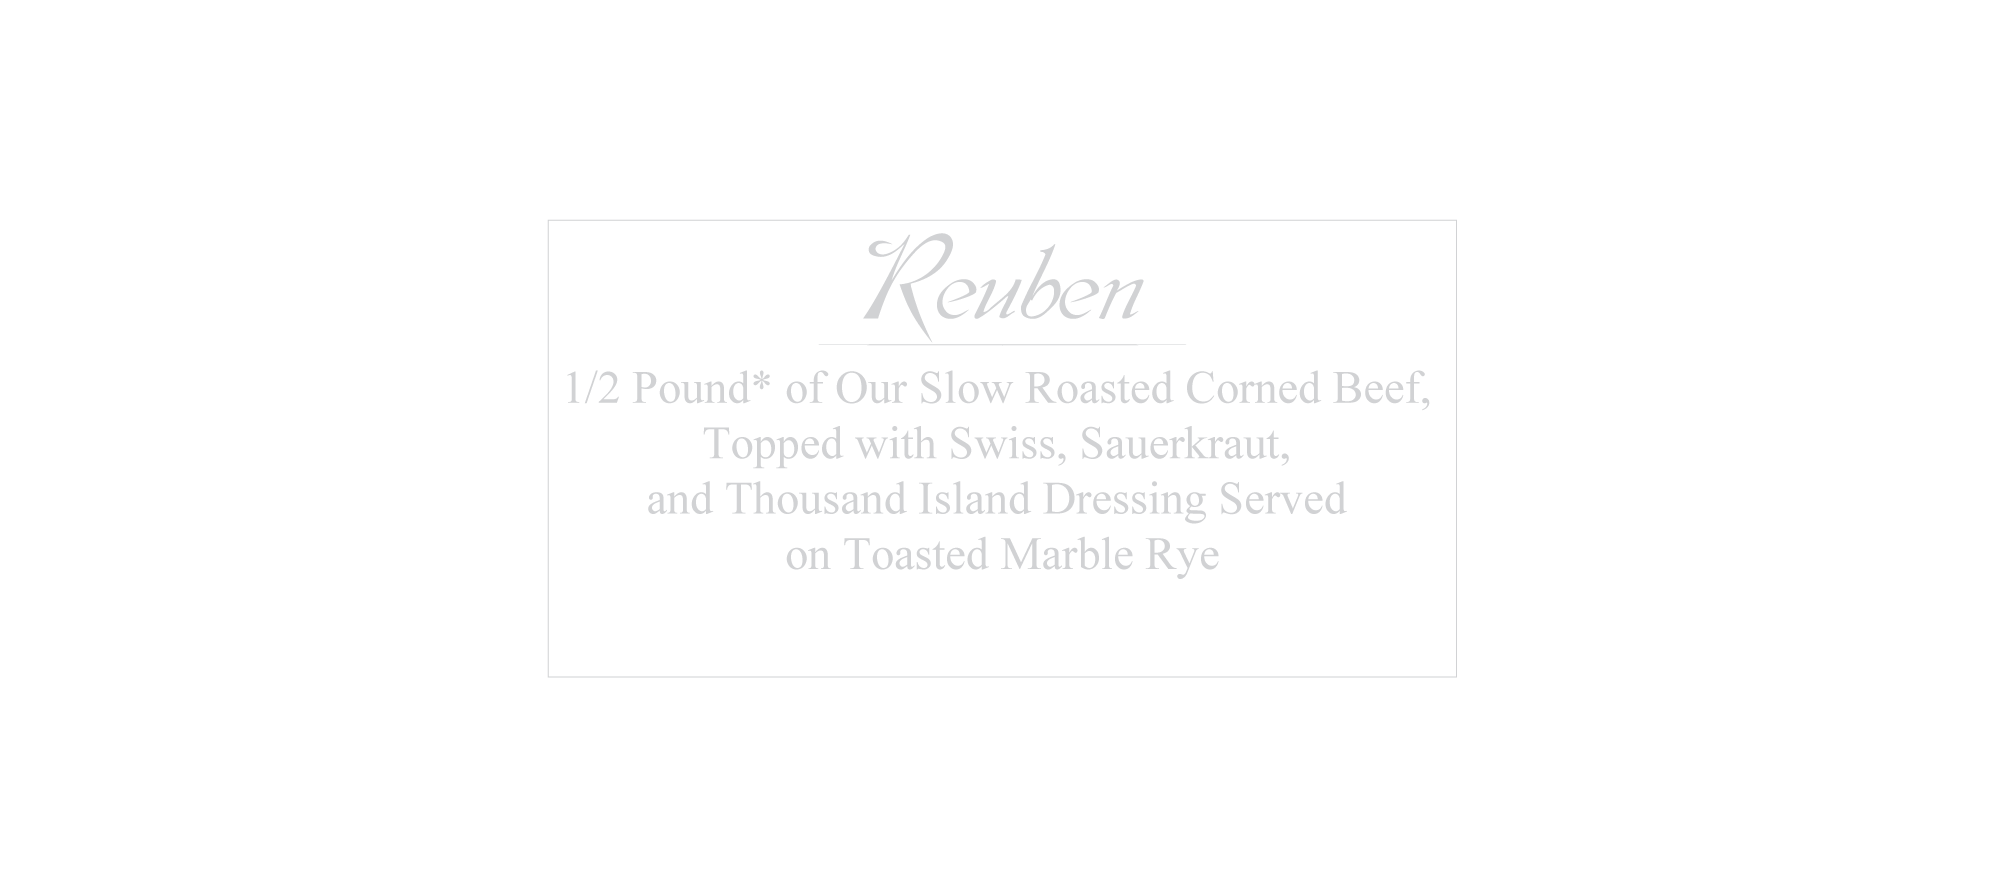 Reuben
1/2 Pound* of Our Slow Roasted Corned Beef,
Topped with Swiss, Sauerkraut,
and Thousand Island Dressing Served
on Toasted Marble Rye